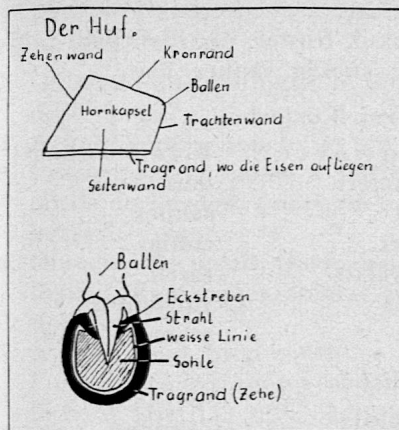 Der Huf.
Zehenwand
Kronrand
Ballen
Hornkapsel
Trachtenwand
Tragrand, wo die Eisen aufliegen
Seitenwand
Ballen
Eckstreben
Strahl
weisse Linie
Sohle
Tragrand (Zehe)